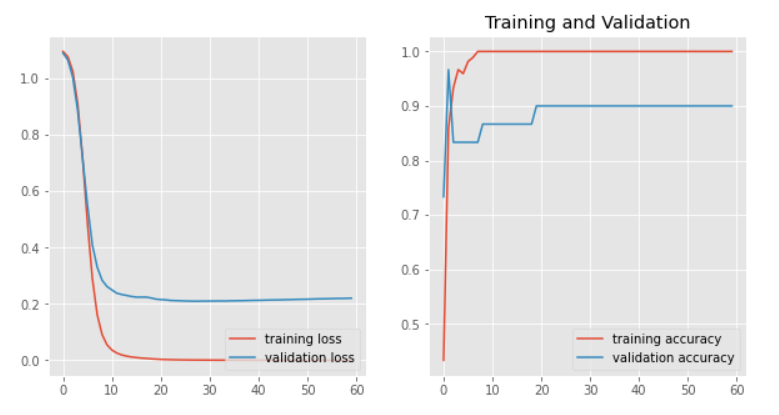 Training and Validation
1.0
0.8
0.6
0.4
0.2
0.0
0 10 20 30 40 50 60
training loss
validation loss
1.0
0.9
0.8
0.7
0.6
0.5
0 10 20 30 40 50 60
training accuracy
validation accuracy